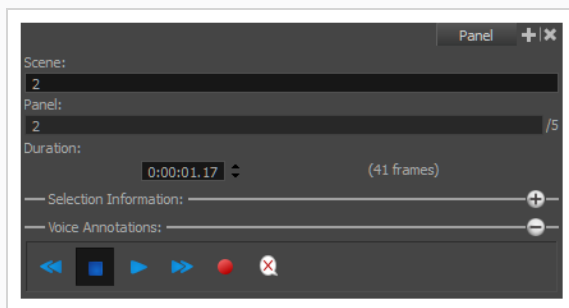 Panel
Scene:
2
Panel:
2 /5
Duration:
0:00:01.17 (41 frames)
Selection Information:
Voice Annotations: